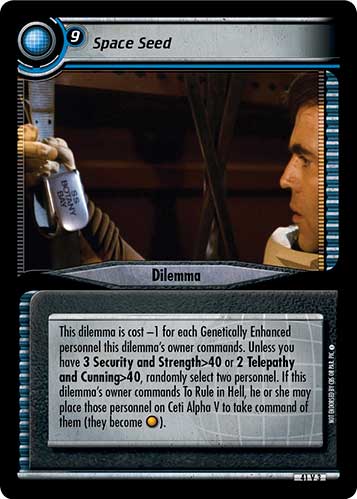 9
Space Seed
SS
BOTANY
BAY
Dilemma
This dilemma is cost –1 for each Genetically Enhanced
personnel this dilemma's owner commands. Unless you
have 3 Security and Strength>40 or 2 Telepathy
and Cunning>40, randomly select two personnel. If this
dilemma's owner commands To Rule in Hell, he or she may
place those personnel on Ceti Alpha V to take command of
them (they become ).
NOT ENDORSED BY CBS OR PAR. PIC.
41 V 3